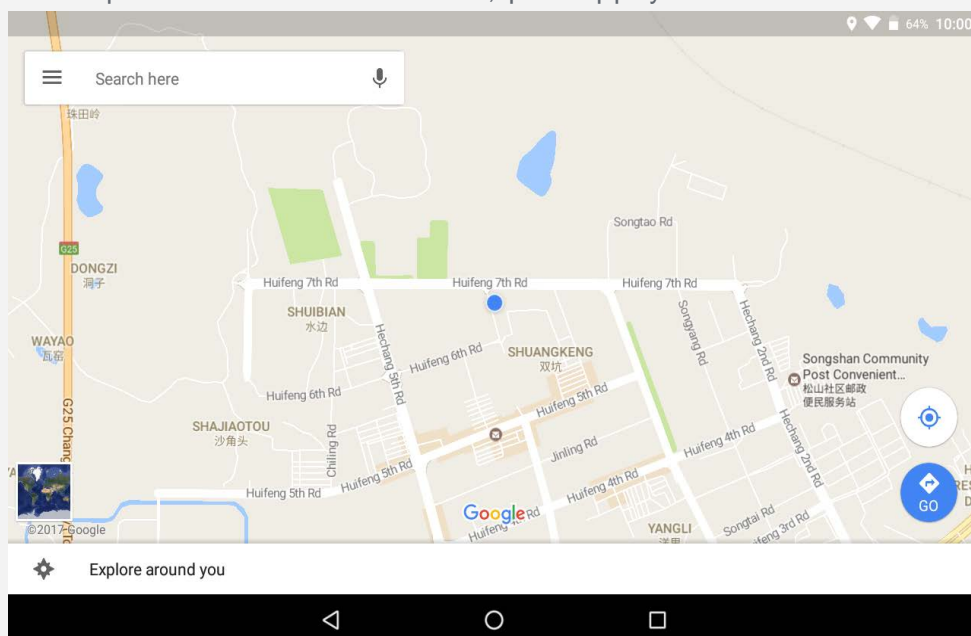 64% 10:00
Search here
珠田岭
Songtao Rd
G25
DONGZI
洞子
Huifeng 7th Rd
Huifeng 7th Rd
Huifeng 7th Rd
SHUIBIAN
水边
Hechang 5th Rd
Songyang Rd
Hechang 2nd Rd
WAYAO
瓦窑
Huifeng 6th Rd
SHUANGKENG
双坑
Songshan Community
Post Convenient...
松山社区邮政
便民服务站
Huifeng 6th Rd
Huifeng 5th Rd
SHAJIAOTOU
沙角头
Chiling Rd
G25 Chang
Jinling Rd
Huifeng 4th Rd
Hechang 2nd Rd
Huifeng 5th Rd
Huifeng 5th Rd
Huifeng 4th Rd
Google
Rd
Huifeng
YANGLI
Songtai Rd
feng 3rd Rd
GO
©2017 Google
Explore around you